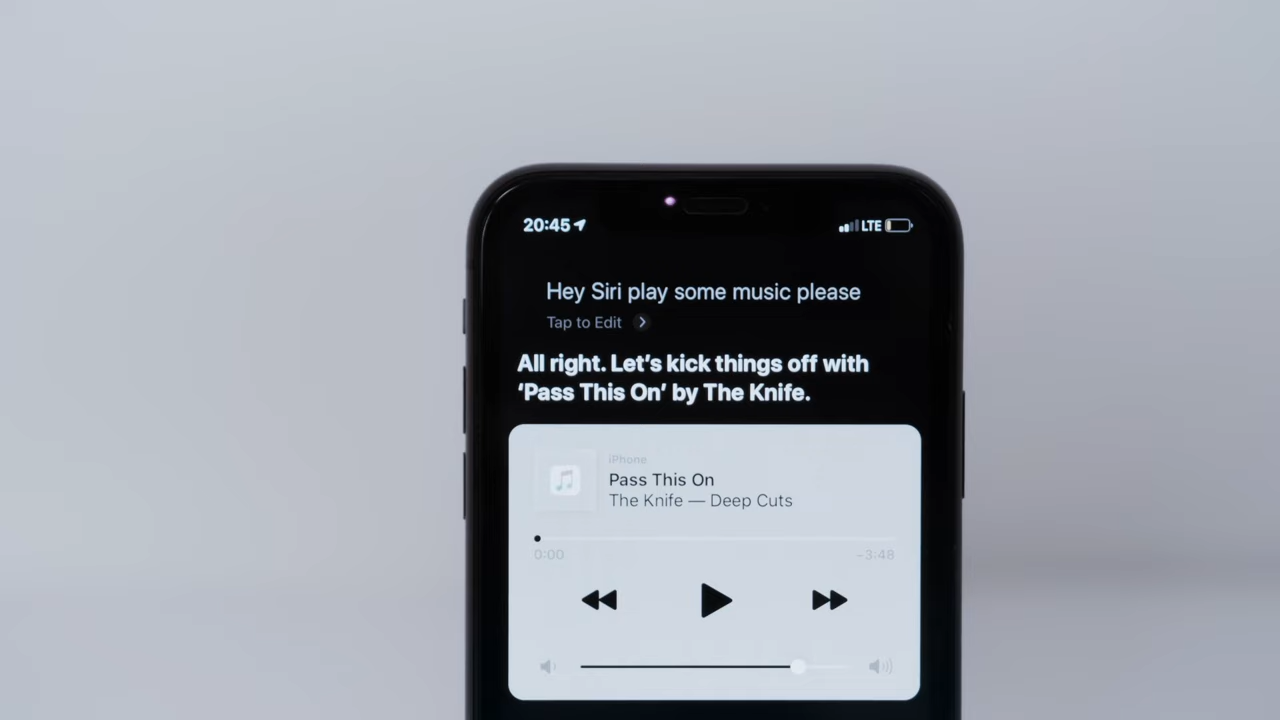 20:45 LTE
Hey Siri play some music please
Tap to Edit
All right. Let's kick things off with
‘Pass This On’ by The Knife.
iPhone
Pass This On
The Knife — Deep Cuts
0:00 −3:48